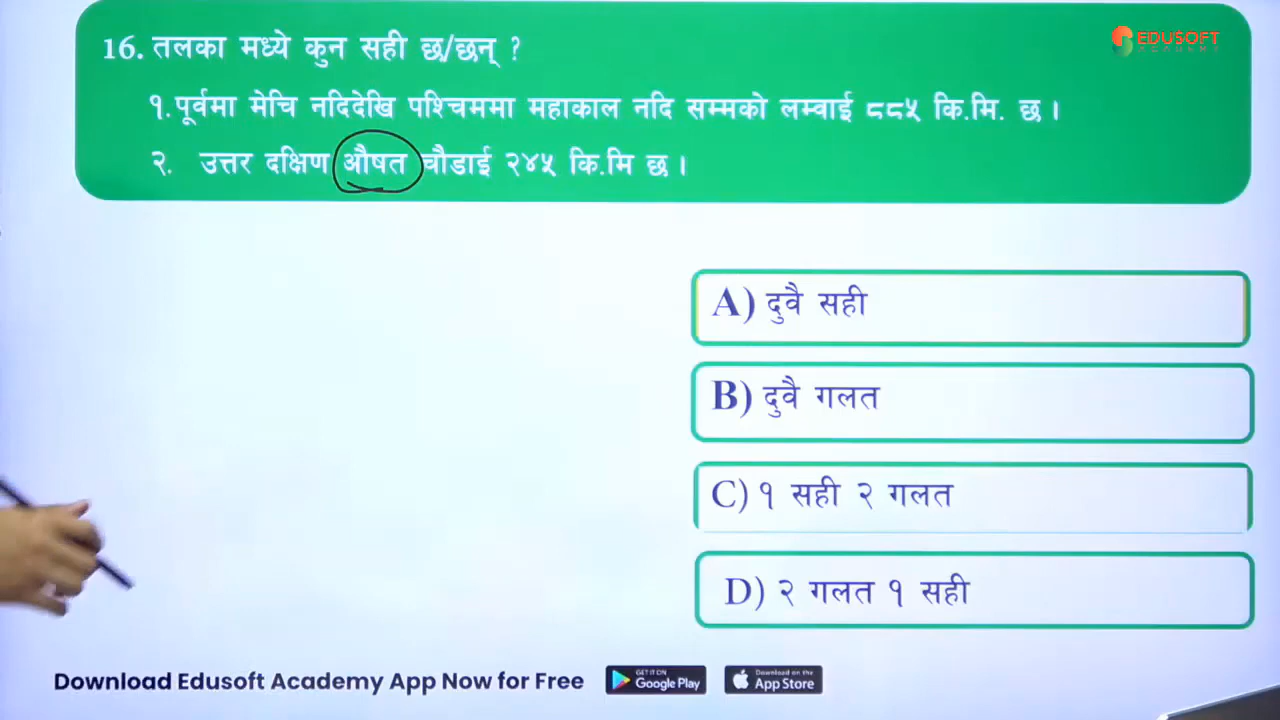 16. तलका मध्ये कुन सही छ/छन् ?
EDUSOFT
ACADEMY
१. पूर्वमा मेचि नदिदेखि पश्चिममा महाकाल नदि सम्मको लम्वाई ८८५ कि.मि. छ ।
२. उत्तर दक्षिण औषत चौडाई २४५ कि.मि छ ।
A) दुवै सही
B) दुवै गलत
C) १ सही २ गलत
D) २ गलत १ सही
Download Edusoft Academy App Now for Free
GET IT ON
Google Play
Download on the
App Store